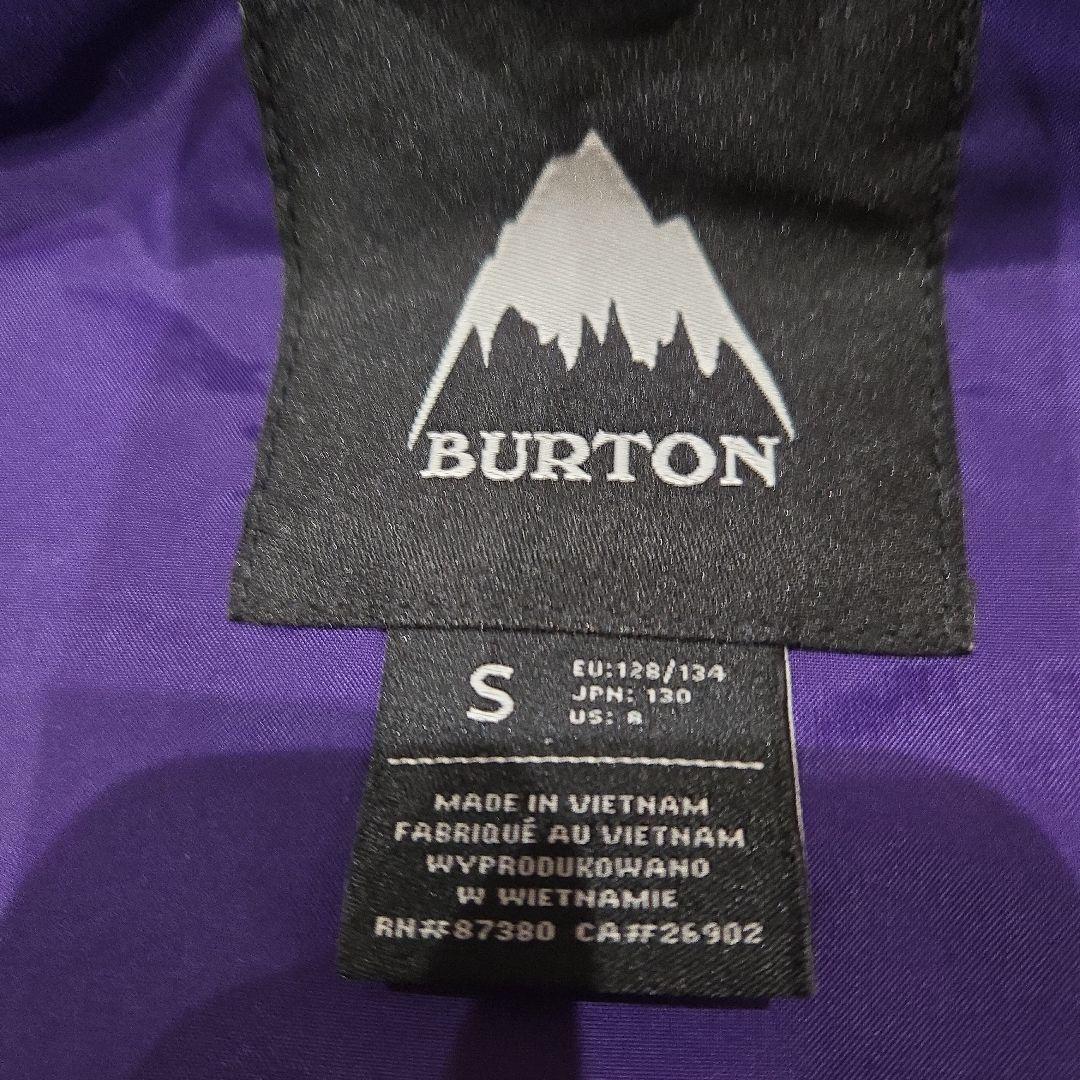 BURTON
S
EU:128/134
JPN: 130
US: 8
MADE IN VIETNAM
FABRIQUÉ AU VIETNAM
WYPRODUKOWANO
W WIETNAMIE
RN#87380 CA#26902